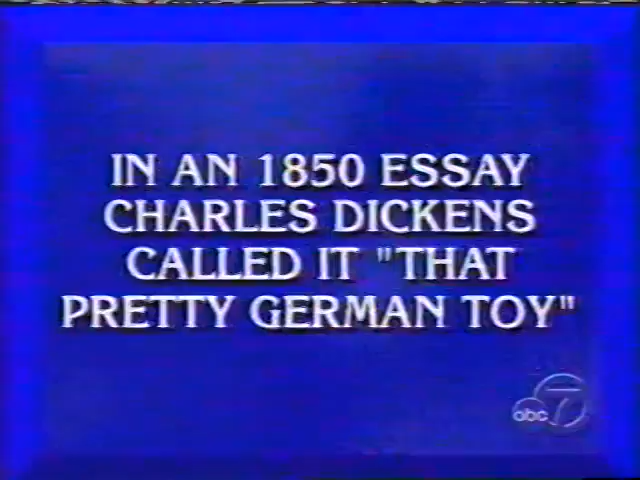 IN AN 1850 ESSAY
CHARLES DICKENS
CALLED IT "THAT
PRETTY GERMAN TOY"
abc 7